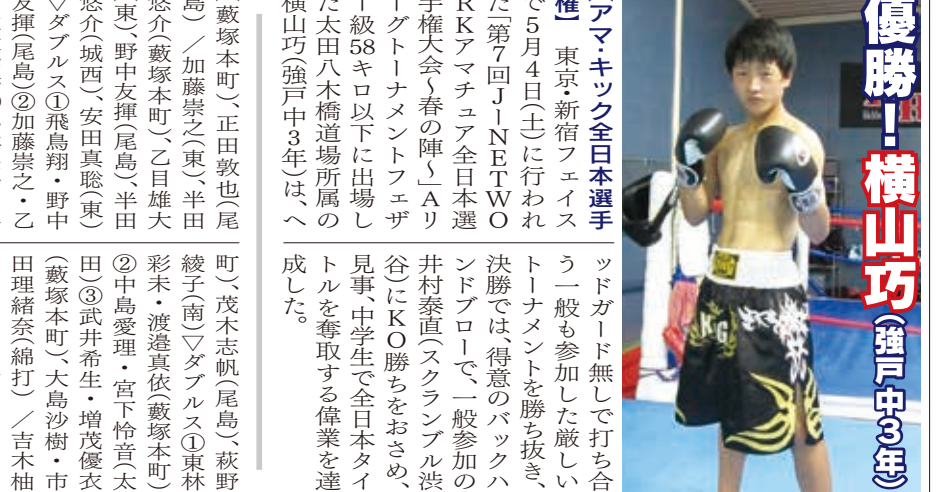 優勝!横山巧(強戸中3年)
アマ・キック全日本選手
権】 東京・新宿フェイス
で5月4日(土)に行われ
た「第7回J-NETWO
RKアマチュア全日本選
手権大会~春の陣~」Aリ
ーグトーナメントフェザ
ー級58キロ以下に出場し
た太田八木橋道場所属の
横山巧(強戸中3年)は、ヘ
ッドガード無しで打ち合
う一般も参加した厳しい
トーナメントを勝ち抜き、
決勝では、得意のバックハ
ンドブローで、一般参加の
井村泰直(スクランブル渋
谷)にKO勝ちをおさめ、
見事、中学生で全日本タイ
トルを奪取する偉業を達
成した。
(藪塚本町)、正田敦也(尾
島)/加藤崇之(東)、半田
悠介(藪塚本町)、乙目雄大
(東)、野中友揮(尾島)、半田
悠介(城西)、安田真聡(東)
▽ダブルス①飛鳥翔・野中
友揮(尾島)②加藤崇之・乙
町)、茂木志帆(尾島)、萩野
綾子(南)▽ダブルス①東林
彩未・渡邉真依(藪塚本町)
②中島愛理・宮下怜音(太
田)③武井希生・増茂優衣
(藪塚本町)、大島沙樹・市
田理緒奈(綿打)/吉木柚
K G